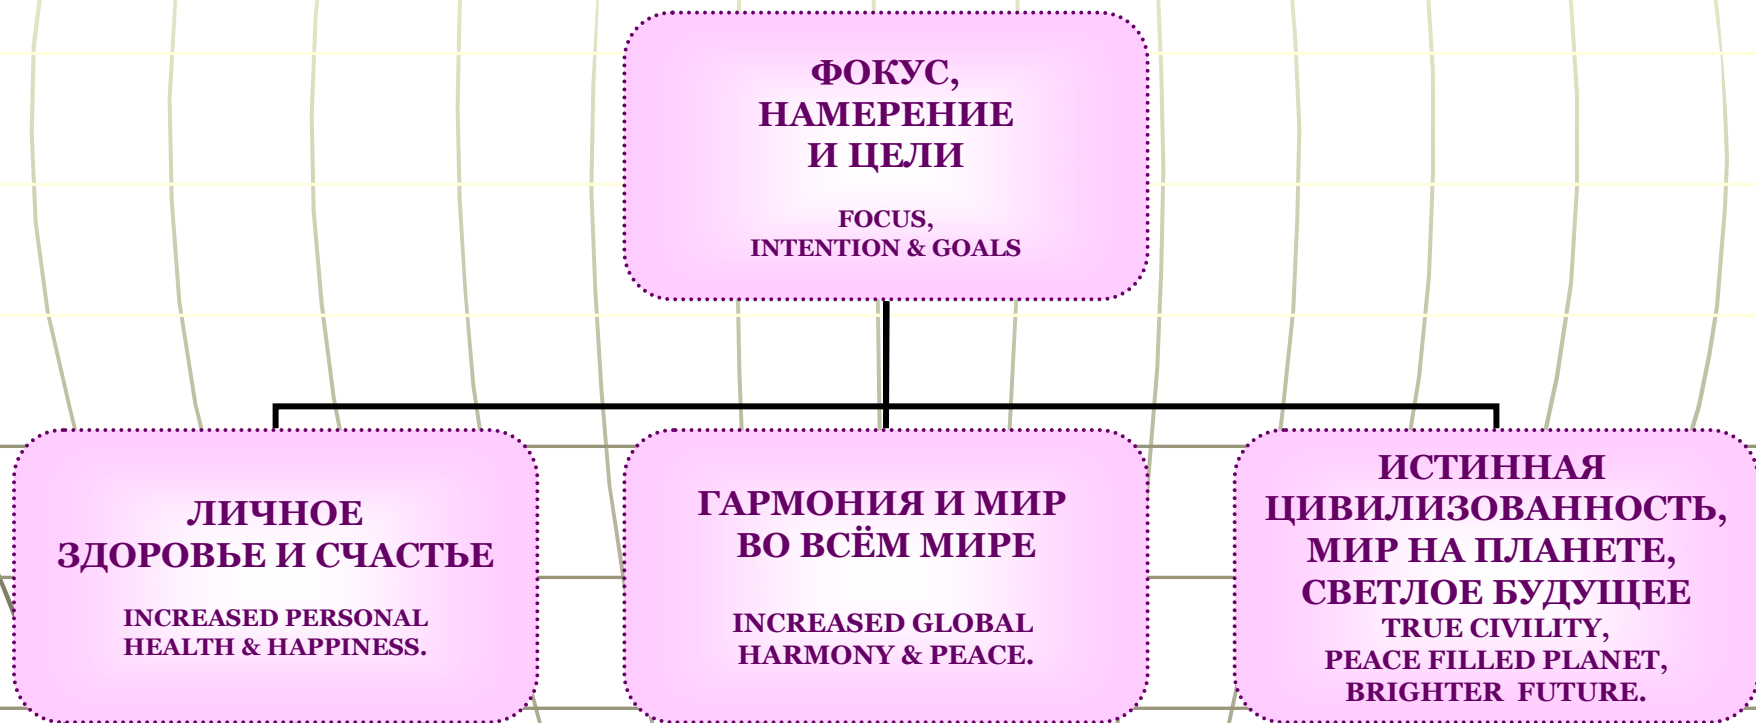 ФОКУС,
НАМЕРЕНИЕ
И ЦЕЛИ
FOCUS,
INTENTION & GOALS
ЛИЧНОЕ
ЗДОРОВЬЕ И СЧАСТЬЕ
INCREASED PERSONAL
HEALTH & HAPPINESS.
ГАРМОНИЯ И МИР
ВО ВСЁМ МИРЕ
INCREASED GLOBAL
HARMONY & PEACE.
ИСТИННАЯ
ЦИВИЛИЗОВАННОСТЬ,
МИР НА ПЛАНЕТЕ,
СВЕТЛОЕ БУДУЩЕЕ
TRUE CIVILITY,
PEACE FILLED PLANET,
BRIGHTER FUTURE.